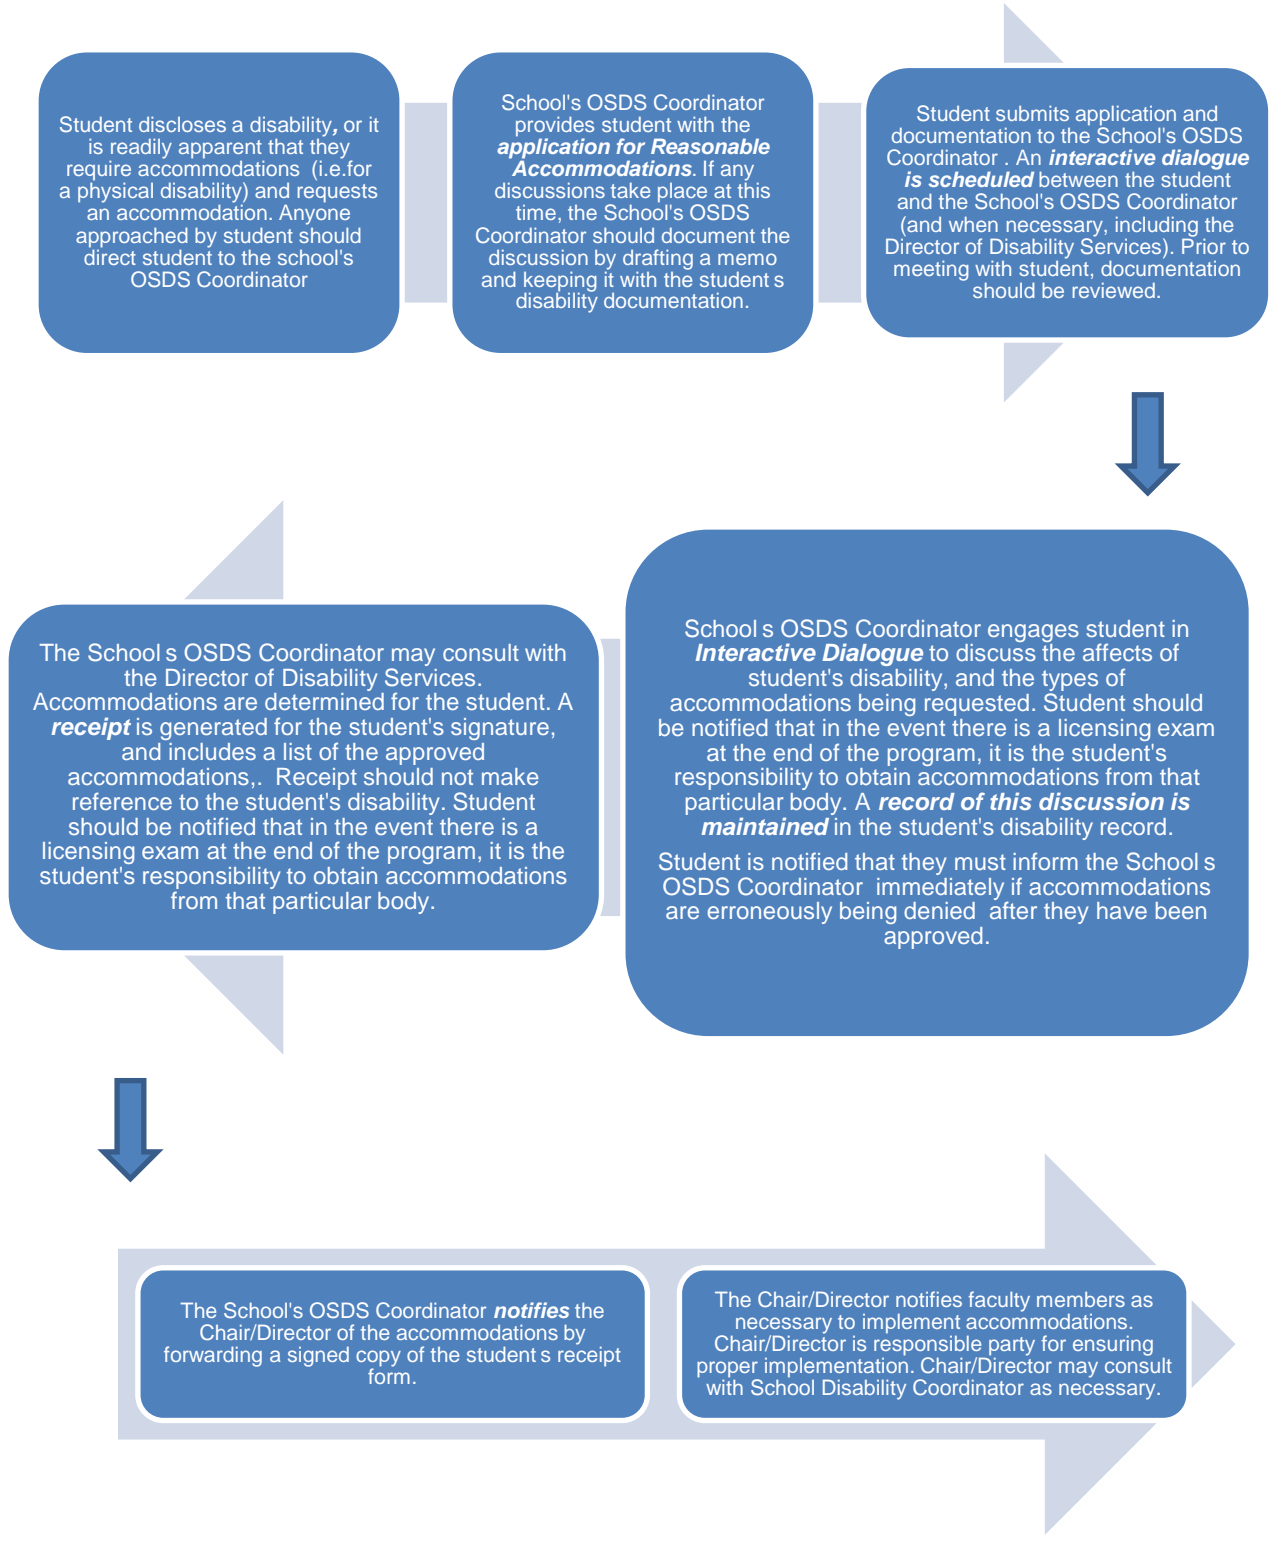 Student discloses a disability, or it
is readily apparent that they
require accommodations (i.e.for
a physical disability) and requests
an accommodation. Anyone
approached by student should
direct student to the school's
OSDS Coordinator
School's OSDS Coordinator
provides student with the
application for Reasonable
Accommodations. If any
discussions take place at this
time, the School's OSDS
Coordinator should document the
discussion by drafting a memo
and keeping it with the student s
disability documentation.
Student submits application and
documentation to the School's OSDS
Coordinator . An interactive dialogue
is scheduled between the student
and the School's OSDS Coordinator
(and when necessary, including the
Director of Disability Services). Prior to
meeting with student, documentation
should be reviewed.
School s OSDS Coordinator engages student in
Interactive Dialogue to discuss the affects of
student's disability, and the types of
accommodations being requested. Student should
be notified that in the event there is a licensing exam
at the end of the program, it is the student's
responsibility to obtain accommodations from that
particular body. A record of this discussion is
maintained in the student's disability record.
Student is notified that they must inform the School s
OSDS Coordinator immediately if accommodations
are erroneously being denied after they have been
approved.
The School s OSDS Coordinator may consult with
the Director of Disability Services.
Accommodations are determined for the student. A
receipt is generated for the student's signature,
and includes a list of the approved
accommodations,. Receipt should not make
reference to the student's disability. Student
should be notified that in the event there is a
licensing exam at the end of the program, it is the
student's responsibility to obtain accommodations
from that particular body.
The School's OSDS Coordinator notifies the
Chair/Director of the accommodations by
forwarding a signed copy of the student s receipt
form.
The Chair/Director notifies faculty members as
necessary to implement accommodations.
Chair/Director is responsible party for ensuring
proper implementation. Chair/Director may consult
with School Disability Coordinator as necessary.